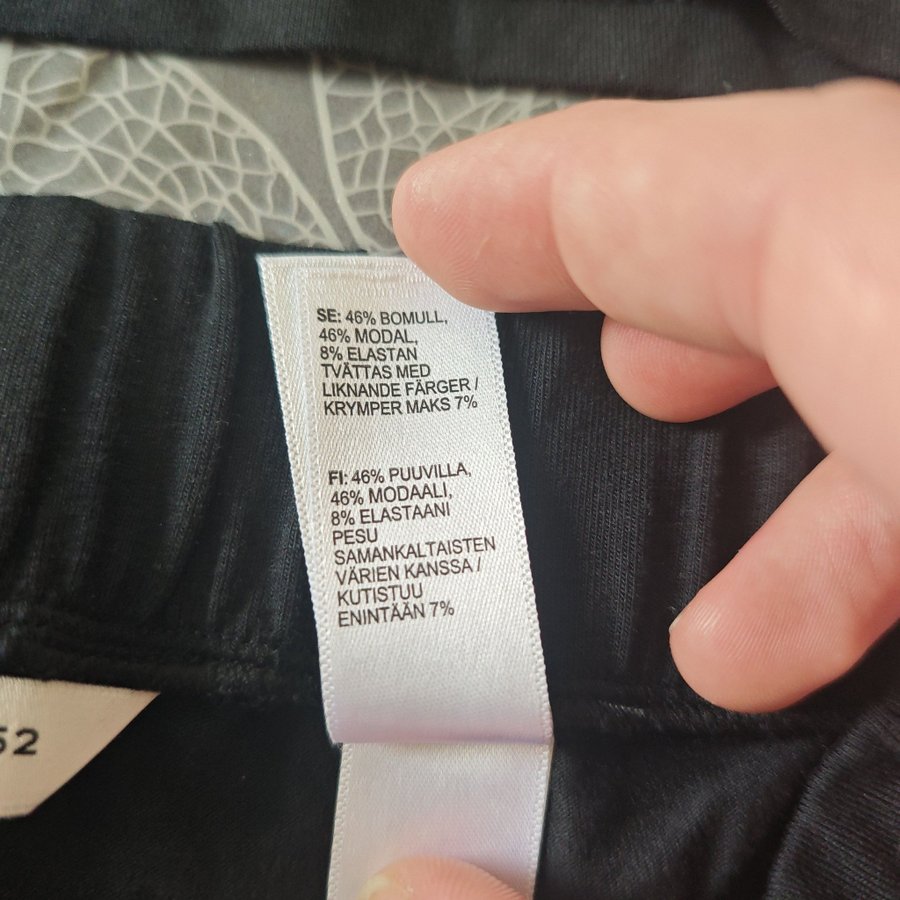 SE: 46% BOMULL,
46% MODAL,
8% ELASTAN
TVÄTTAS MED
LIKNANDE FÄRGER /
KRYMPER MAKS 7%
FI: 46% PUUVILLA,
46% MODAALI,
8% ELASTAANI
PESU
SAMANKALTAISTEN
VÄRIEN KANSSA /
KUTISTUU
ENINTÄÄN 7%
52